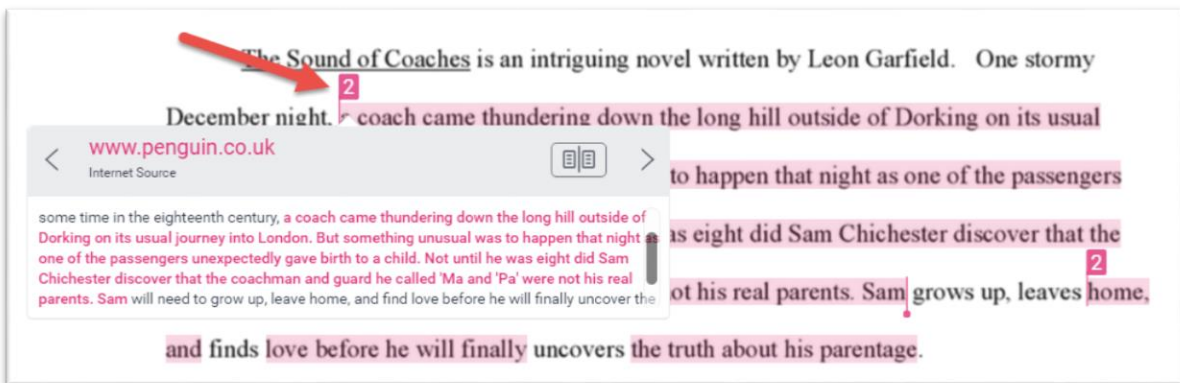 The Sound of Coaches is an intriguing novel written by Leon Garfield. One stormy
2
December night, a coach came thundering down the long hill outside of Dorking on its usual
www.penguin.co.uk
Internet Source
some time in the eighteenth century, a coach came thundering down the long hill outside of
Dorking on its usual journey into London. But something unusual was to happen that night as
one of the passengers unexpectedly gave birth to a child. Not until he was eight did Sam
Chichester discover that the coachman and guard he called 'Ma and 'Pa' were not his real
parents. Sam will need to grow up, leave home, and find love before he will finally uncover the
to happen that night as one of the passengers
as eight did Sam Chichester discover that the
2
ot his real parents. Sam grows up, leaves home,
and finds love before he will finally uncovers the truth about his parentage.